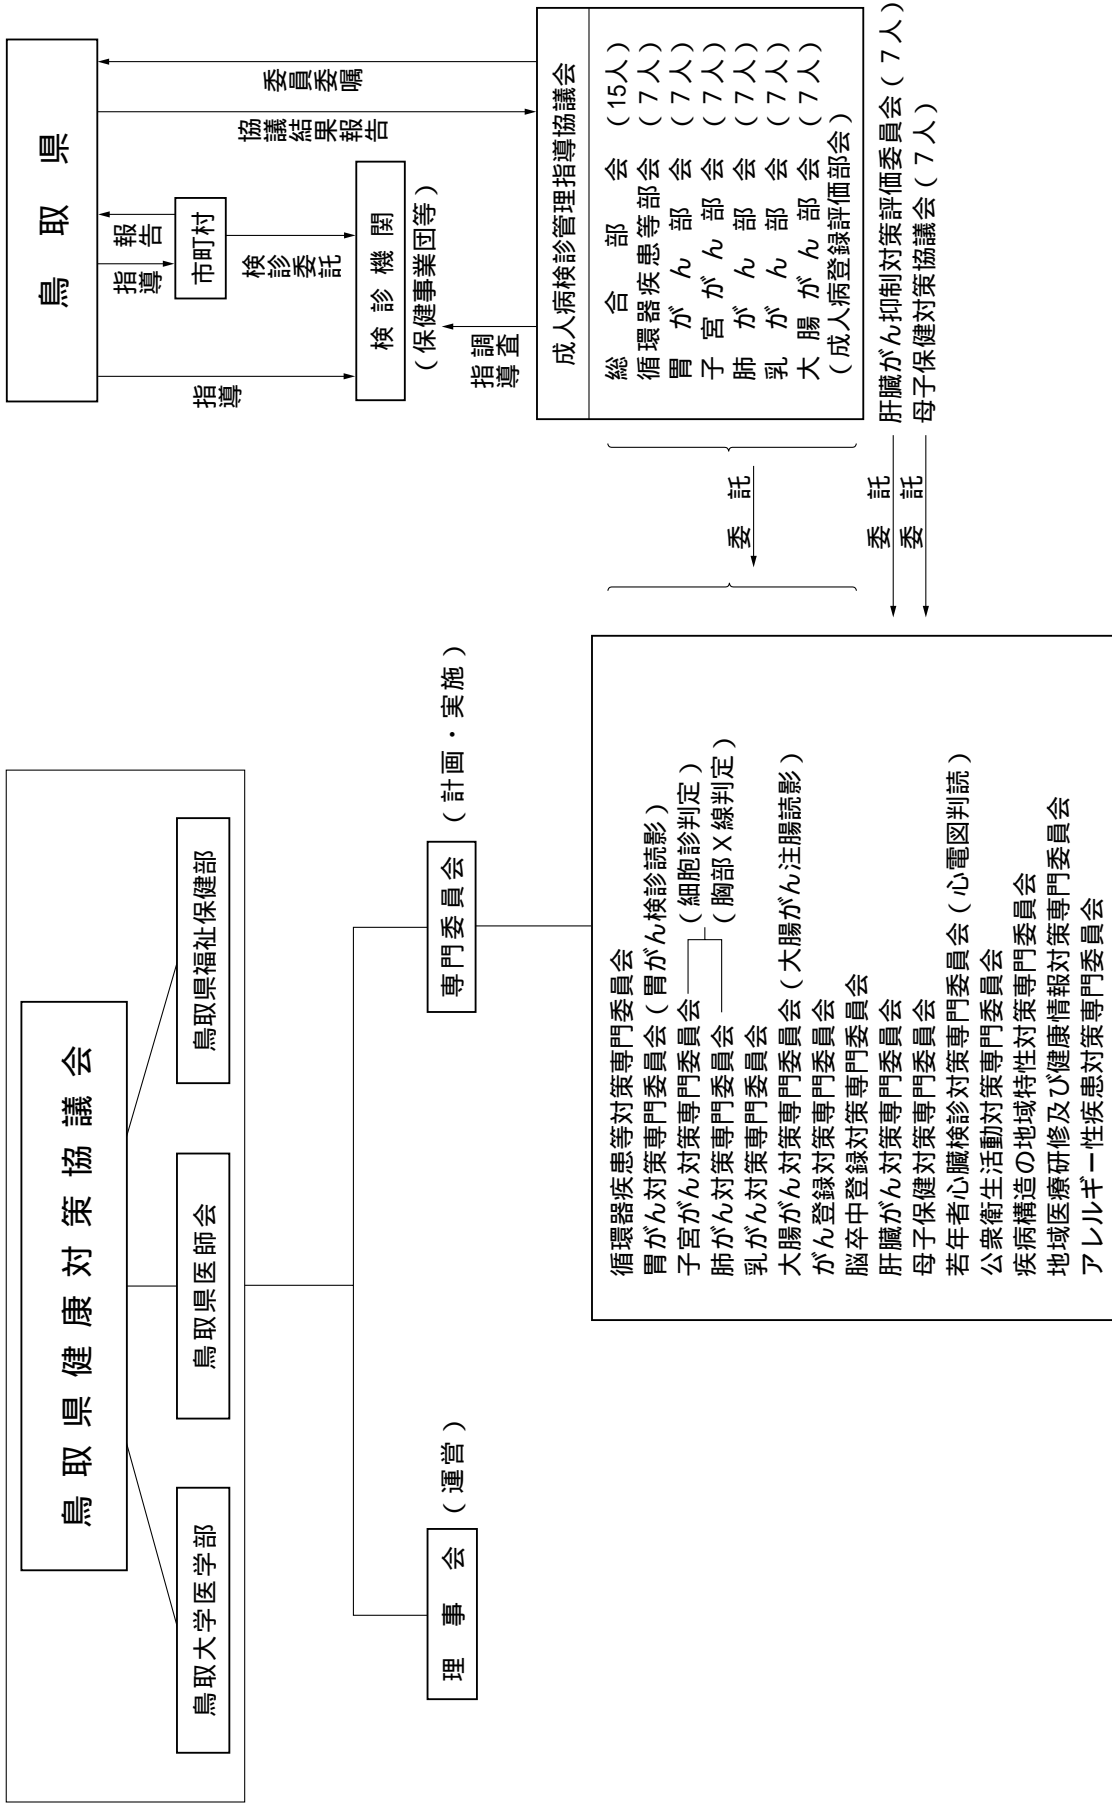 鳥取県健康対策協議会
鳥取大学医学部
鳥取県医師会
鳥取県福祉保健部
理事会
(運営)
専門委員会
(計画・実施)
循環器疾患等対策専門委員会
胃がん対策専門委員会(胃がん検診読影)
子宮がん対策専門委員会
(細胞診判定)
肺がん対策専門委員会
(胸部X線判定)
乳がん対策専門委員会
大腸がん対策専門委員会(大腸がん注腸読影)
がん登録対策専門委員会
脳卒中登録対策専門委員会
肝臓がん対策専門委員会
母子保健対策専門委員会
若年者心臓検診対策専門委員会(心電図判読)
公衆衛生活動対策専門委員会
疾病構造の地域特性対策専門委員会
地域医療研修及び健康情報対策専門委員会
アレルギー性疾患対策専門委員会
鳥取県
指導
指導
報告
市町村
検診委託
検診機関
(保健事業団等)
協議結果報告
委員委嘱
指導
調査
成人病検診管理指導協議会
総合部会(15人)
循環器疾患等部会(7人)
胃がん部会(7人)
子宮がん部会(7人)
肺がん部会(7人)
乳がん部会(7人)
大腸がん部会(7人)
(成人病登録評価部会)
肝臓がん抑制対策評価委員会(7人)
母子保健対策協議会(7人)
委託
委託
委託